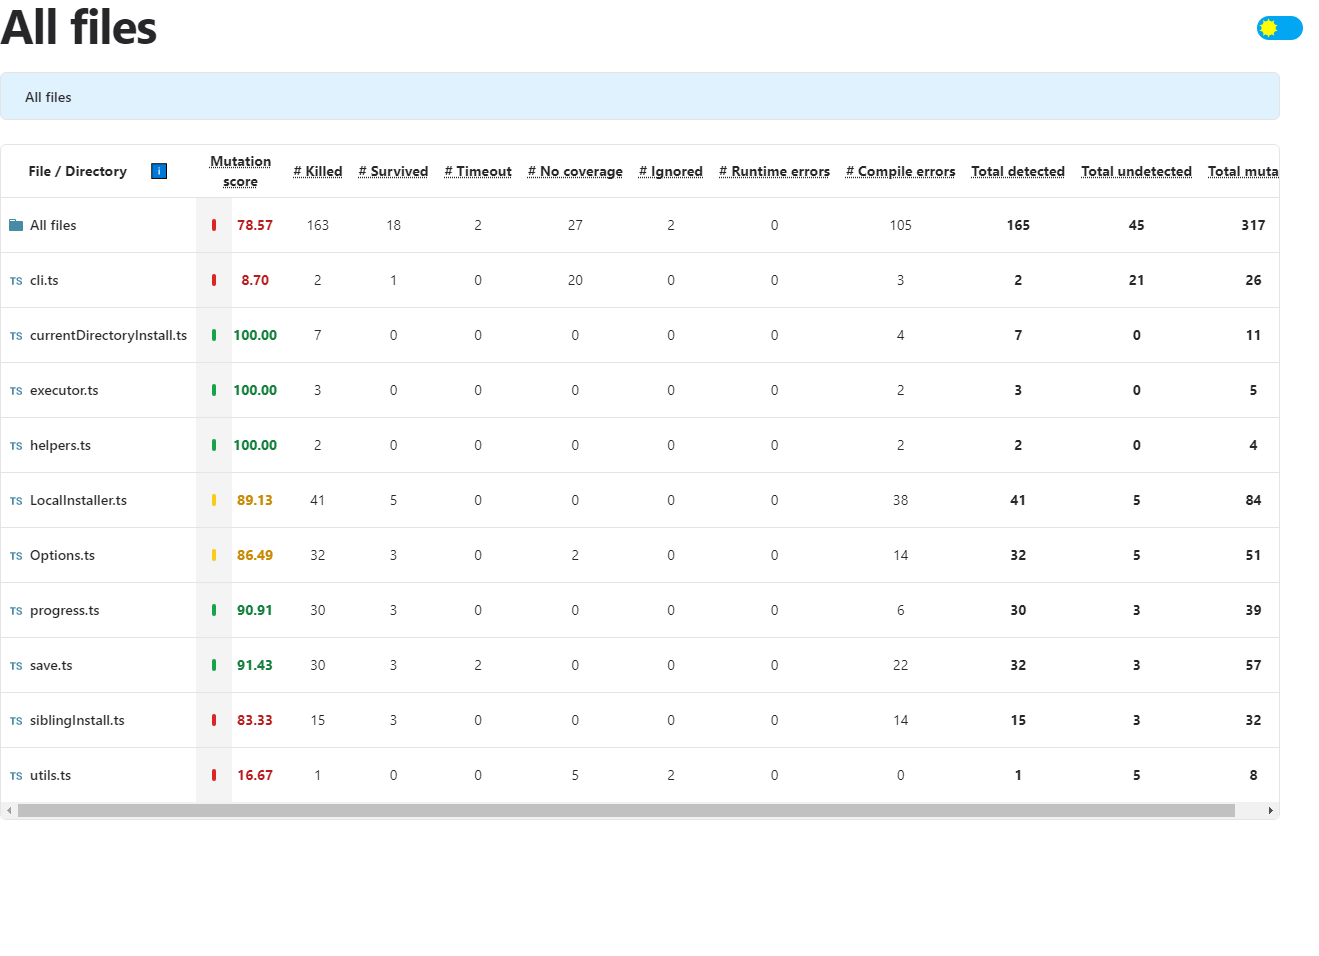 All files
All files
File / Directory i Mutation score # Killed # Survived # Timeout # No coverage # Ignored # Runtime errors # Compile errors Total detected Total undetected Total muta
All files 78.57 163 18 2 27 2 0 105 165 45 317
TS cli.ts 8.70 2 1 0 20 0 0 3 2 21 26
TS currentDirectoryInstall.ts 100.00 7 0 0 0 0 0 4 7 0 11
TS executor.ts 100.00 3 0 0 0 0 0 2 3 0 5
TS helpers.ts 100.00 2 0 0 0 0 0 2 2 0 4
TS LocalInstaller.ts 89.13 41 5 0 0 0 0 38 41 5 84
TS Options.ts 86.49 32 3 0 2 0 0 14 32 5 51
TS progress.ts 90.91 30 3 0 0 0 0 6 30 3 39
TS save.ts 91.43 30 3 2 0 0 0 22 32 3 57
TS siblingInstall.ts 83.33 15 3 0 0 0 0 14 15 3 32
TS utils.ts 16.67 1 0 0 5 2 0 0 1 5 8